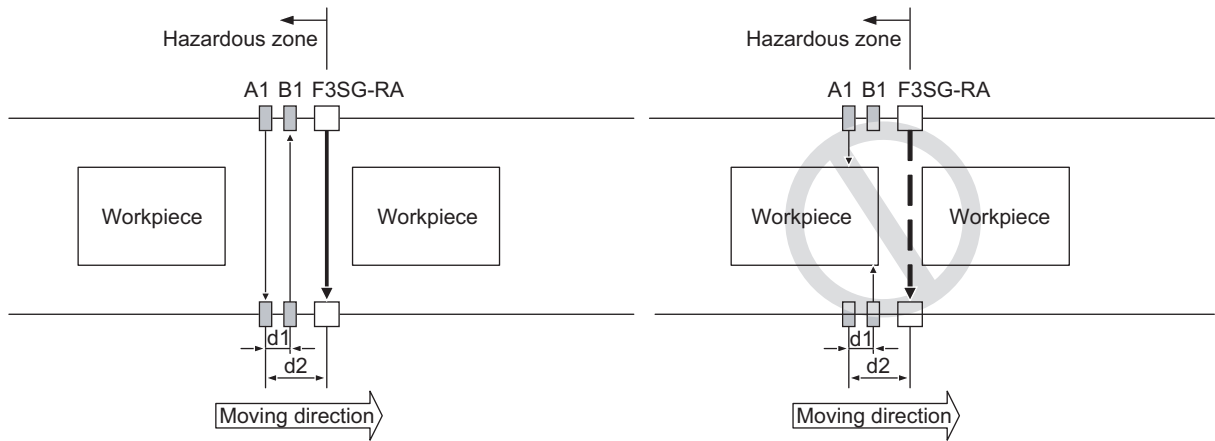 Hazardous zone
A1 B1 F3SG-RA
Workpiece
Workpiece
d1
d2
Moving direction
Hazardous zone
A1 B1 F3SG-RA
Workpiece
Workpiece
d1
d2
Moving direction